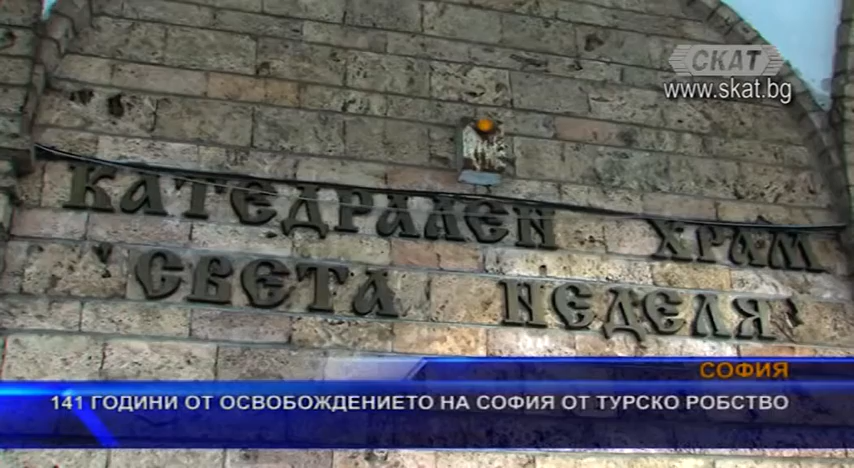 СКАТ
www.skat.bg
КАТЕДРАЛЕН ХРАМ
"СВЕТА НЕДЕЛЯ"
СОФИЯ
141 ГОДИНИ ОТ ОСВОБОЖДЕНИЕТО НА СОФИЯ ОТ ТУРСКО РОБСТВО